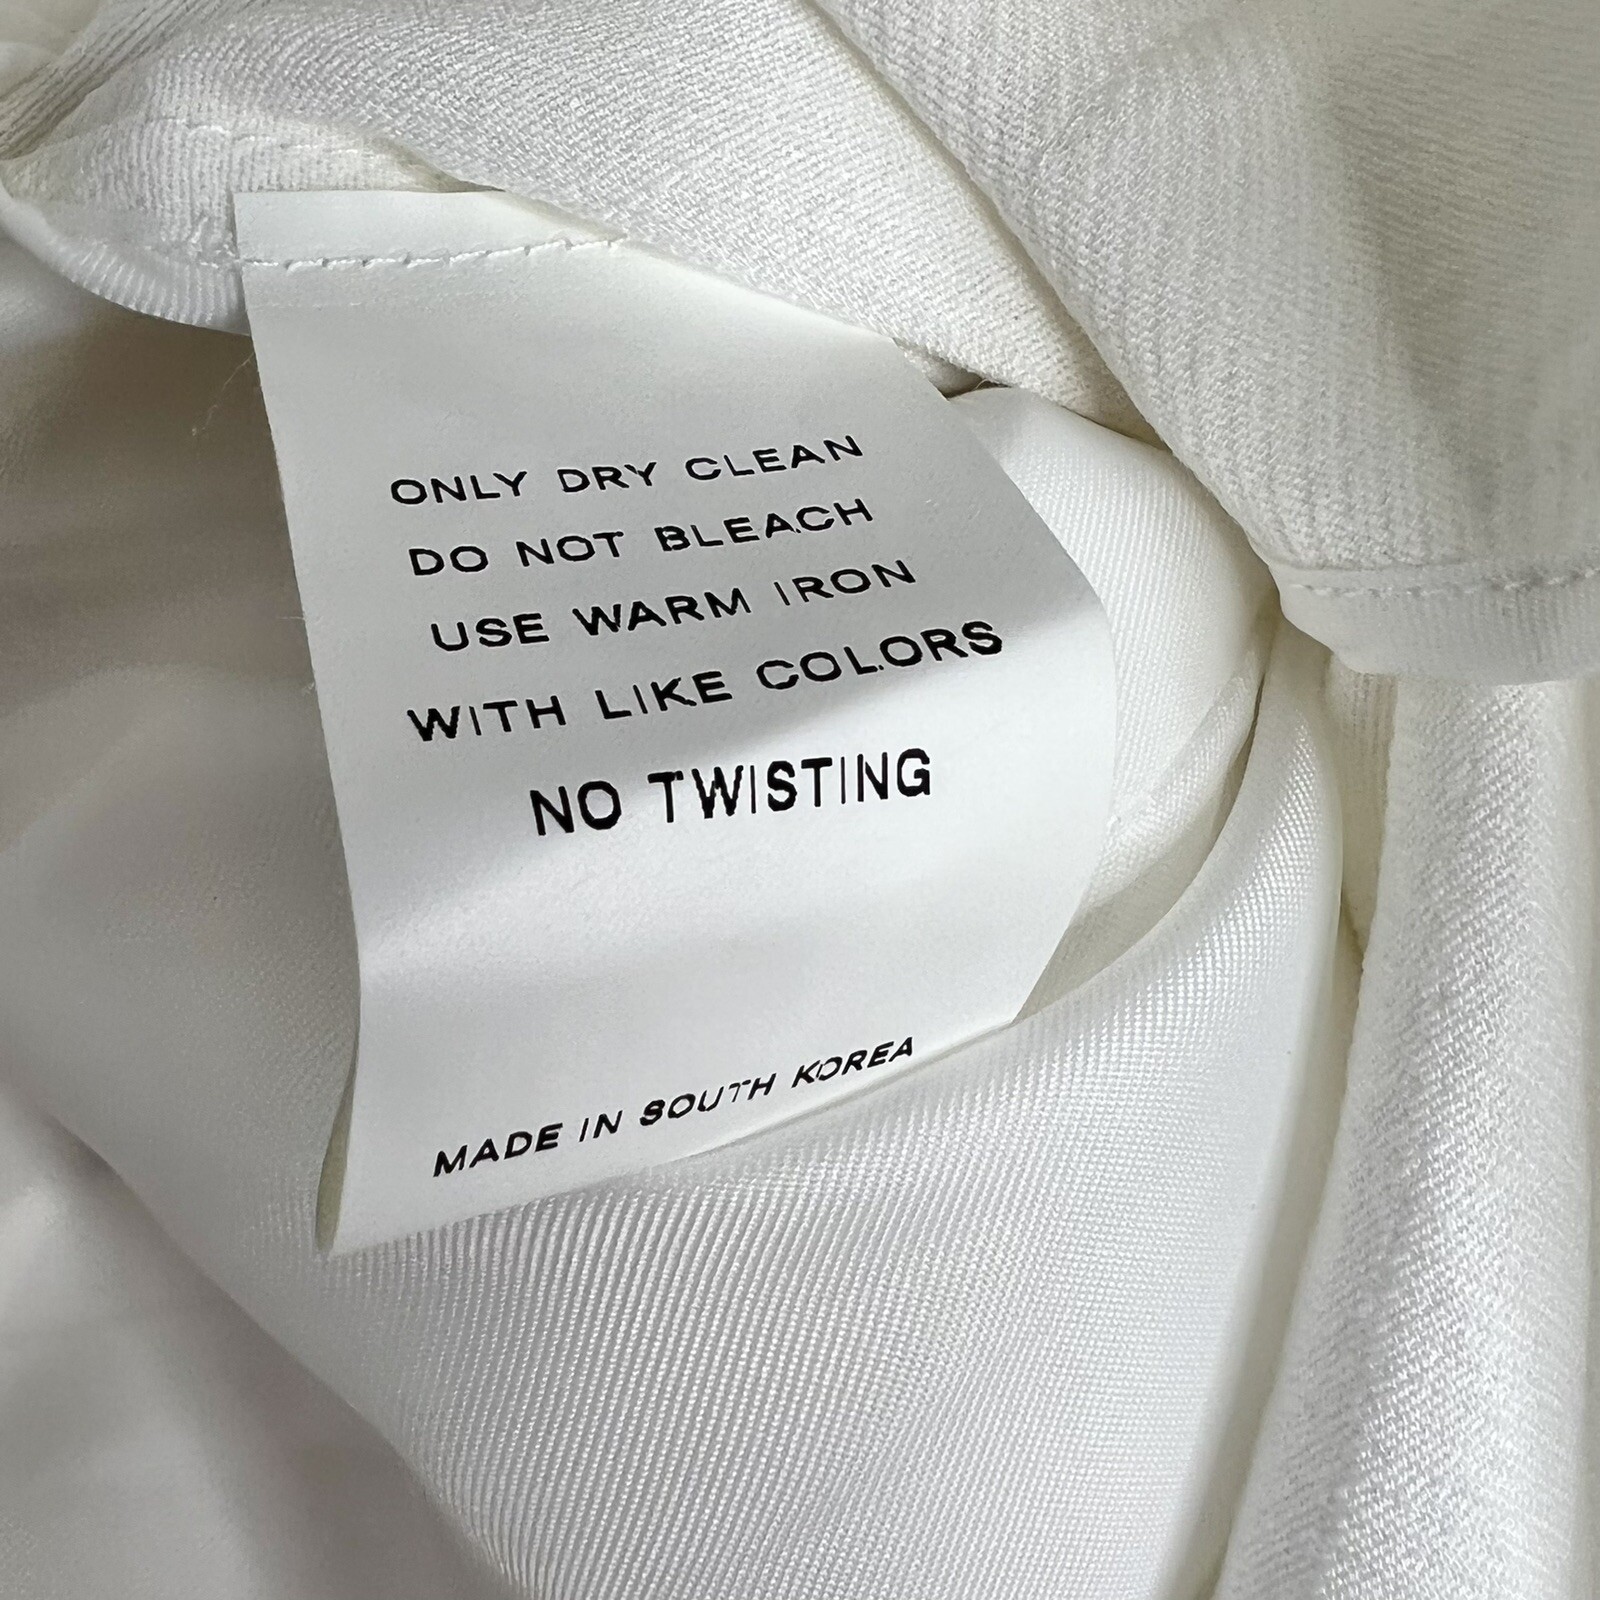 ONLY DRY CLEAN
DO NOT BLEACH
USE WARM IRON
WITH LIKE COLORS
NO TWISTING
MADE IN SOUTH KOREA